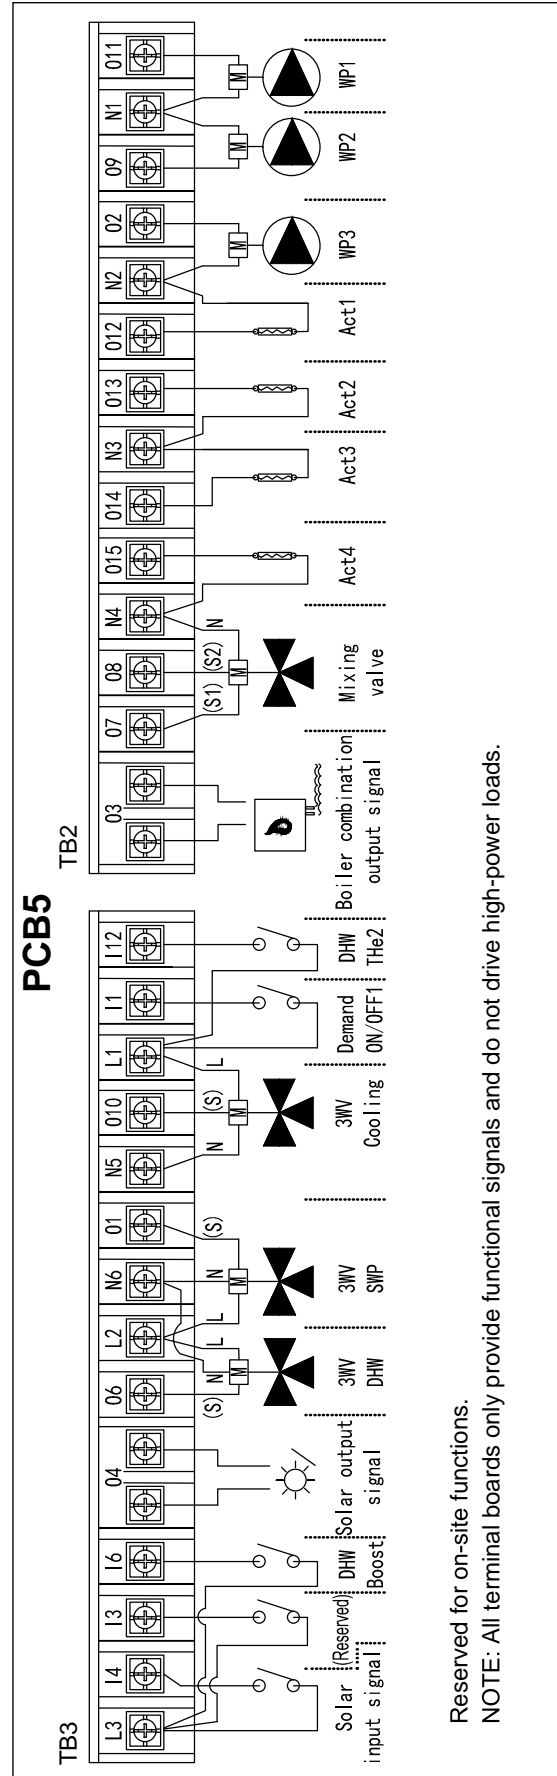 PCB5
TB3
L3
I4
I3
I6
04
06
L2
N6
01
N5
010
L1
I1
I12
(S)
N
L
L
N
(S)
N
(S)
L
M
M
M
Solar
input signal
(Reserved)
DHW
Boost
Solar output
signal
3WV
DHW
3WV
SWP
3WV
Cooling
Demand
ON/OFF1
DHW
THe2
TB2
03
07
08
N4
015
014
N3
013
012
N2
02
09
N1
011
(S1)
(S2)
N
M
M
M
M
Boiler combination
output signal
Mixing
valve
Act4
Act3
Act2
Act1
WP3
WP2
WP1
Reserved for on-site functions.
NOTE: All terminal boards only provide functional signals and do not drive high-power loads.